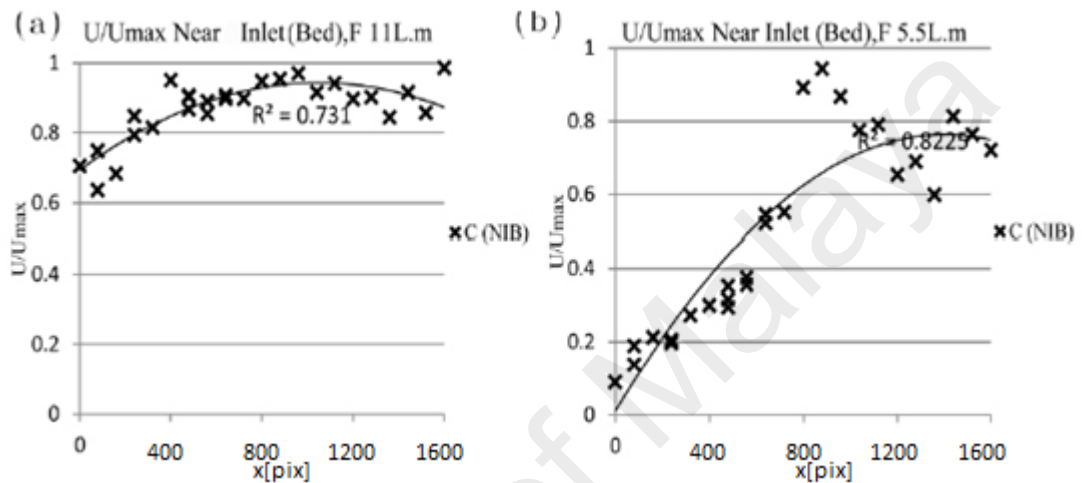 (a)
U/Umax Near Inlet(Bed),F 11L.m
1
0.8
0.6
0.4
0.2
0
U/Umax
R² = 0.731
C (NIB)
0 400 800 1200 1600
x[pix]
(b)
U/Umax Near Inlet (Bed),F 5.5L.m
1
0.8
0.6
0.4
0.2
0
U/Umax
R² = 0.8225
C (NIB)
0 400 800 1200 1600
x[pix]
of Malaya